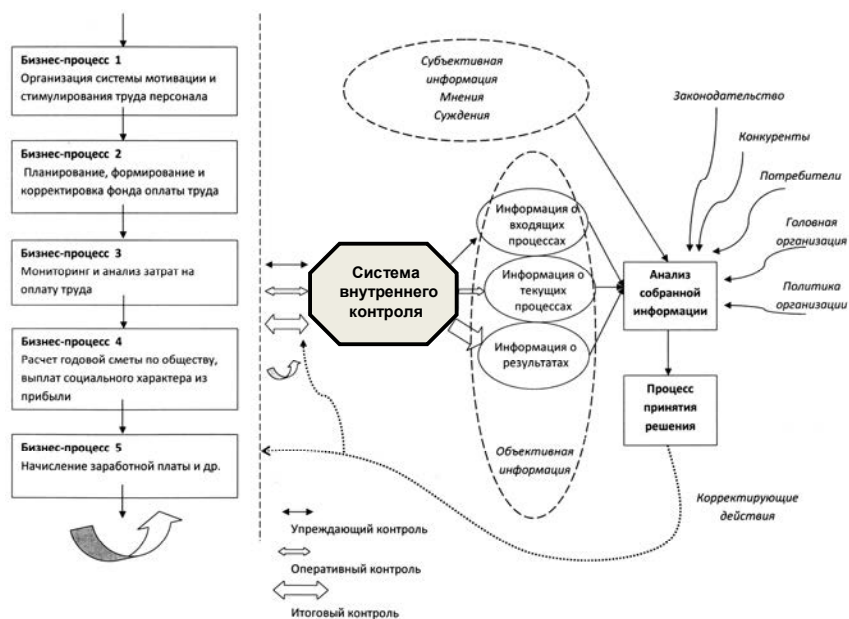 Бизнес-процесс 1
Организация системы мотивации и
стимулирования труда персонала
Бизнес-процесс 2
Планирование, формирование и
корректировка фонда оплаты труда
Бизнес-процесс 3
Мониторинг и анализ затрат на
оплату труда
Бизнес-процесс 4
Расчет годовой сметы по обществу,
выплат социального характера из
прибыли
Бизнес-процесс 5
Начисление заработной платы и др.
Система
внутреннего
контроля
Субъективная
информация
Мнения
Суждения
Информация о
входящих
процессах
Информация о
текущих процессах
Информация о
результатах
Объективная
информация
Законодательство
Конкуренты
Потребители
Головная
организация
Политика
организации
Анализ
собранной
информации
Процесс
принятия
решения
Корректирующие
действия
Упреждающий контроль
Оперативный контроль
Итоговый контроль